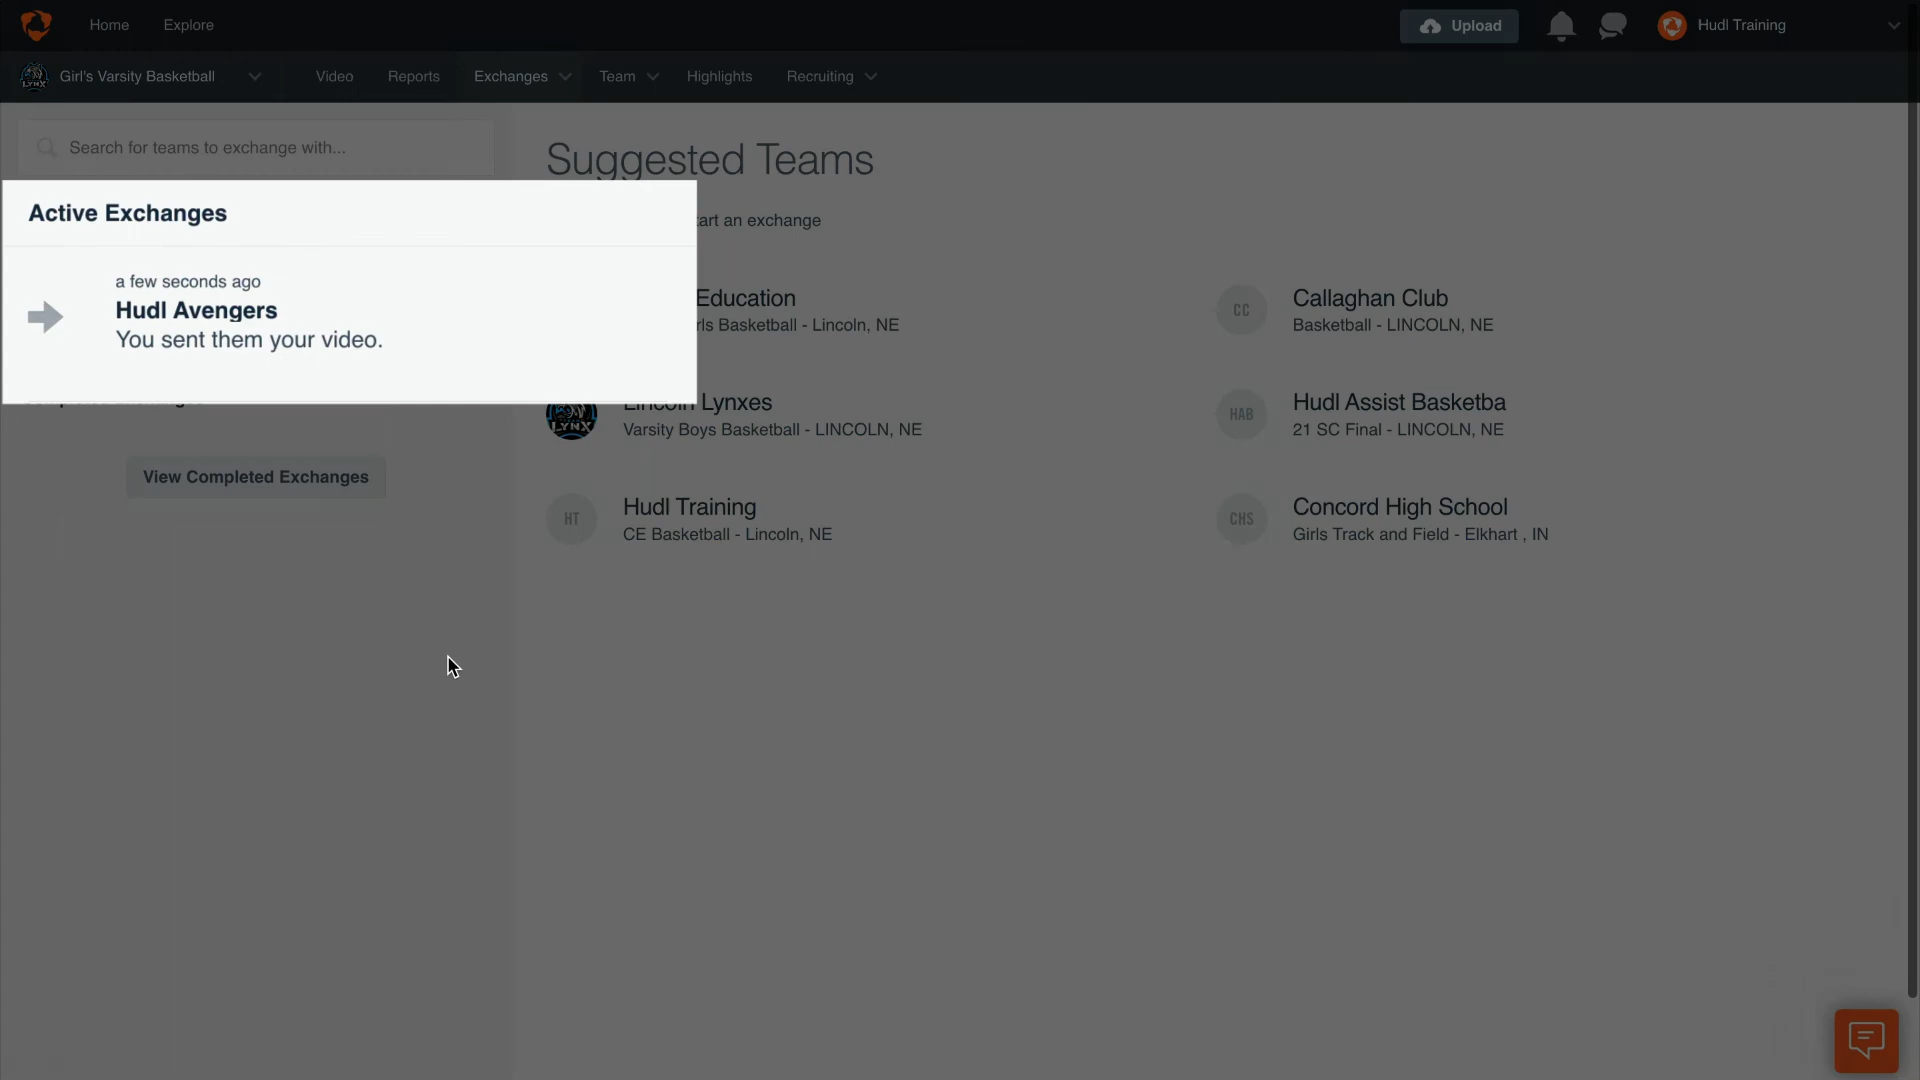 Home Explore Upload Hudl Training
Girl's Varsity Basketball Video Reports Exchanges Team Highlights Recruiting
Search for teams to exchange with...
Suggested Teams
Active Exchanges
an exchange
a few seconds ago
Hudl Avengers
You sent them your video.
Education
Basketball - Lincoln, NE
CC
Callaghan Club
Basketball - LINCOLN, NE
View Completed Exchanges
LYNX
Lincoln Lynxes
Varsity Boys Basketball - LINCOLN, NE
HAB
Hudl Assist Basketba
21 SC Final - LINCOLN, NE
HT
Hudl Training
CE Basketball - Lincoln, NE
CHS
Concord High School
Girls Track and Field - Elkhart , IN